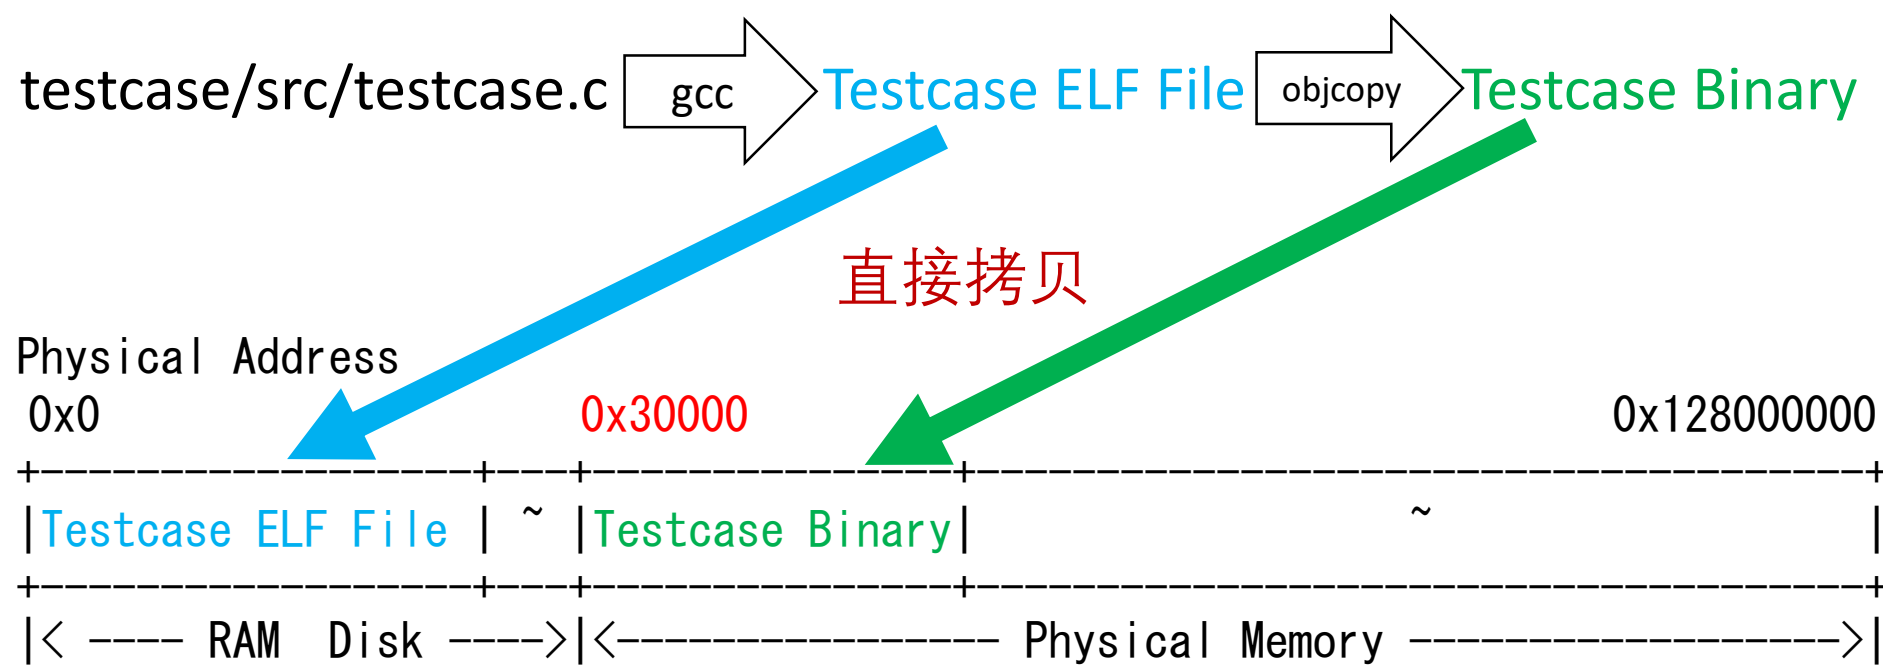 testcase/src/testcase.c gcc Testcase ELF File objcopy Testcase Binary
直接拷贝
Physical Address
0x0 0x30000 0x128000000
+-------------------+---+---------------+--------------------------------------+
|Testcase ELF File | ~ |Testcase Binary| ~ |
+-------------------+---+---------------+--------------------------------------+
|< ---- RAM Disk ---->|<---------------- Physical Memory ------------------>|